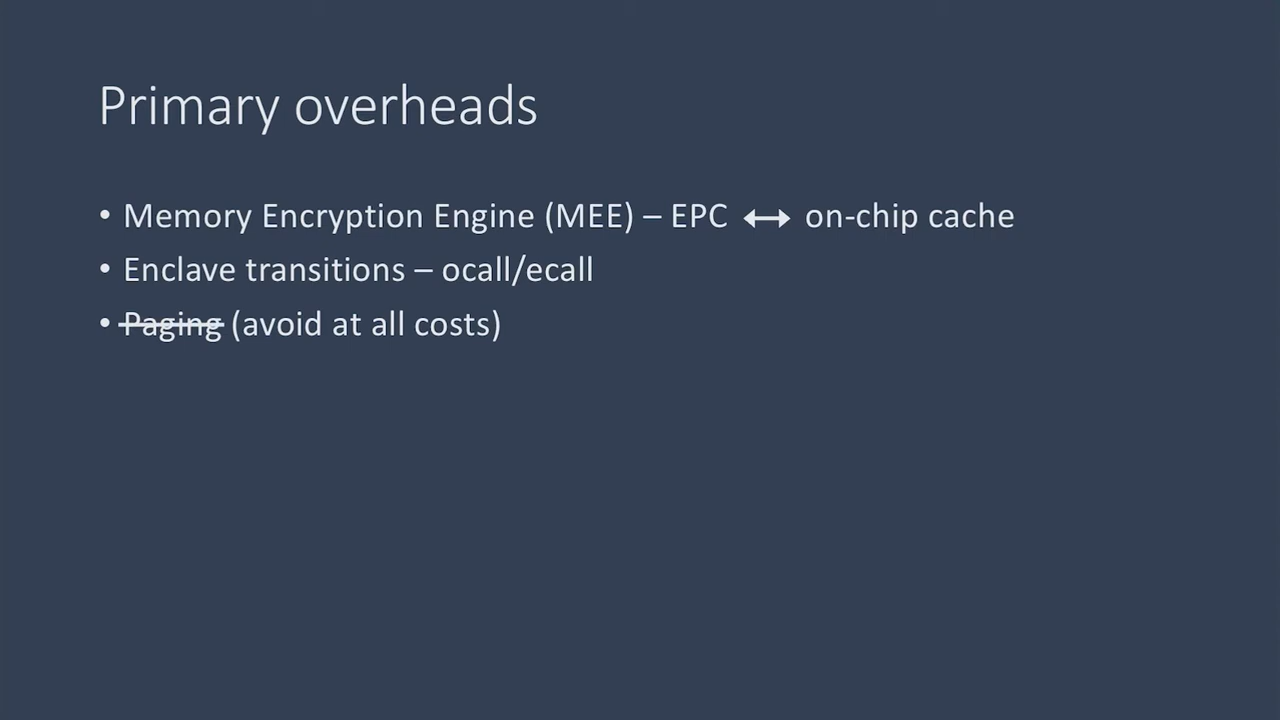 Primary overheads
• Memory Encryption Engine (MEE) – EPC ↔ on-chip cache
• Enclave transitions – ocall/ecall
• Paging (avoid at all costs)